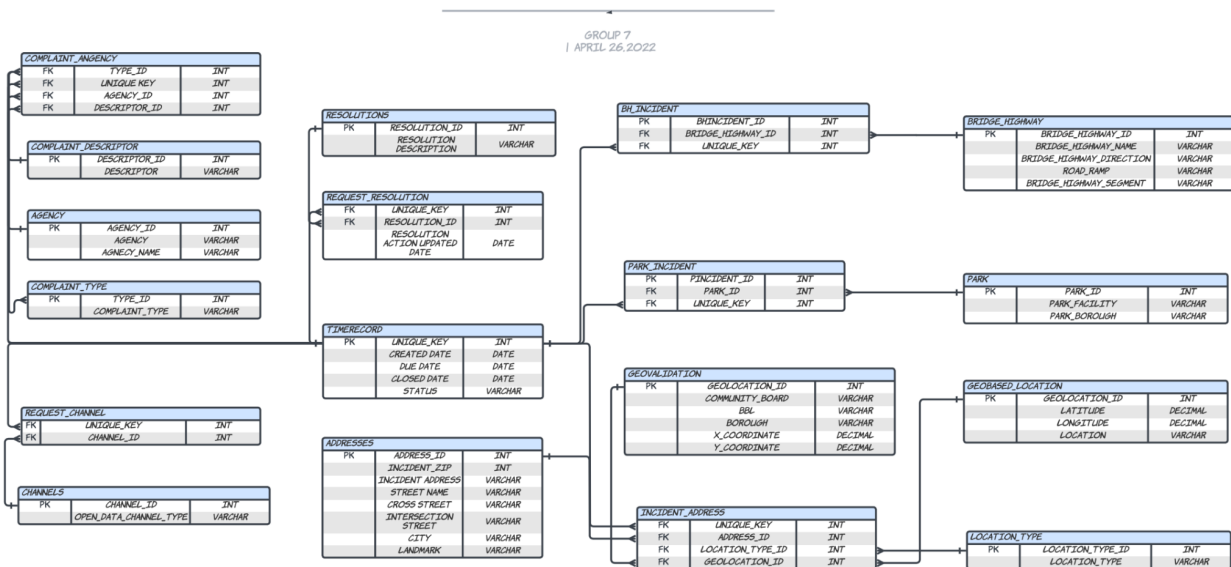 GROUP 7
| APRIL 26,2022
COMPLAINT_ANGENCY
FK TYPE_ID INT
FK UNIQUE KEY INT
FK AGENCY_ID INT
FK DESCRIPTOR_ID INT
COMPLAINT_DESCRIPTOR
PK DESCRIPTOR_ID INT
DESCRIPTOR VARCHAR
AGENCY
PK AGENCY_ID INT
AGENCY VARCHAR
AGNECY_NAME VARCHAR
COMPLAINT_TYPE
PK TYPE_ID INT
COMPLAINT_TYPE VARCHAR
REQUEST_CHANNEL
FK UNIQUE_KEY INT
FK CHANNEL_ID INT
CHANNELS
PK CHANNEL_ID INT
OPEN_DATA_CHANNEL_TYPE VARCHAR
RESOLUTIONS
PK RESOLUTION_ID INT
RESOLUTION
DESCRIPTION VARCHAR
REQUEST_RESOLUTION
FK UNIQUE_KEY INT
FK RESOLUTION_ID INT
RESOLUTION
ACTION UPDATED DATE
DATE
TIMERECORD
PK UNIQUE_KEY INT
CREATED DATE DATE
DUE DATE DATE
CLOSED DATE DATE
STATUS VARCHAR
ADDRESSES
PK ADDRESS_ID INT
INCIDENT_ZIP INT
INCIDENT ADDRESS VARCHAR
STREET NAME VARCHAR
CROSS STREET VARCHAR
INTERSECTION
STREET VARCHAR
CITY VARCHAR
LANDMARK VARCHAR
BH_INCIDENT
PK BHINCIDENT_ID INT
FK BRIDGE_HIGHWAY_ID INT
FK UNIQUE_KEY INT
PARK_INCIDENT
PK PINCIDENT_ID INT
FK PARK_ID INT
FK UNIQUE_KEY INT
GEOVALIDATION
PK GEOLOCATION_ID INT
COMMUNITY_BOARD VARCHAR
BBL VARCHAR
BOROUGH VARCHAR
X_COORDINATE DECIMAL
Y_COORDINATE DECIMAL
INCIDENT_ADDRESS
FK UNIQUE_KEY INT
FK ADDRESS_ID INT
FK LOCATION_TYPE_ID INT
FK GEOLOCATION_ID INT
BRIDGE_HIGHWAY
PK BRIDGE_HIGHWAY_ID INT
BRIDGE_HIGHWAY_NAME VARCHAR
BRIDGE_HIGHWAY_DIRECTION VARCHAR
ROAD_RAMP VARCHAR
BRIDGE_HIGHWAY_SEGMENT VARCHAR
PARK
PK PARK_ID INT
PARK_FACILITY VARCHAR
PARK_BOROUGH VARCHAR
GEOBASED_LOCATION
PK GEOLOCATION_ID INT
LATITUDE DECIMAL
LONGITUDE DECIMAL
LOCATION VARCHAR
LOCATION_TYPE
PK LOCATION_TYPE_ID INT
LOCATION_TYPE VARCHAR